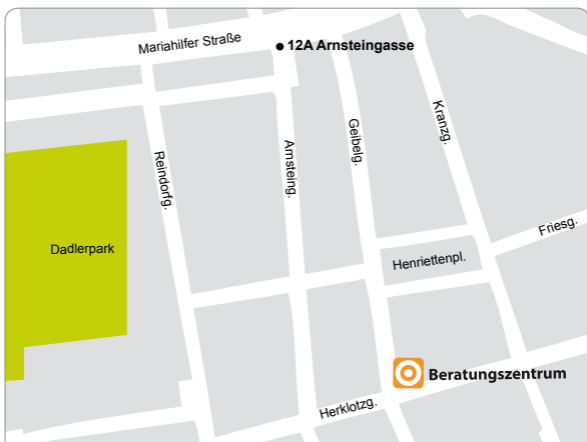 Mariahilfer Straße
12A Arnsteingasse
Reindorfg.
Arnsteing.
Geibelg.
Kranzg.
Friesg.
Dadlerpark
Henriettenpl.
Beratungszentrum
Herklotzg.